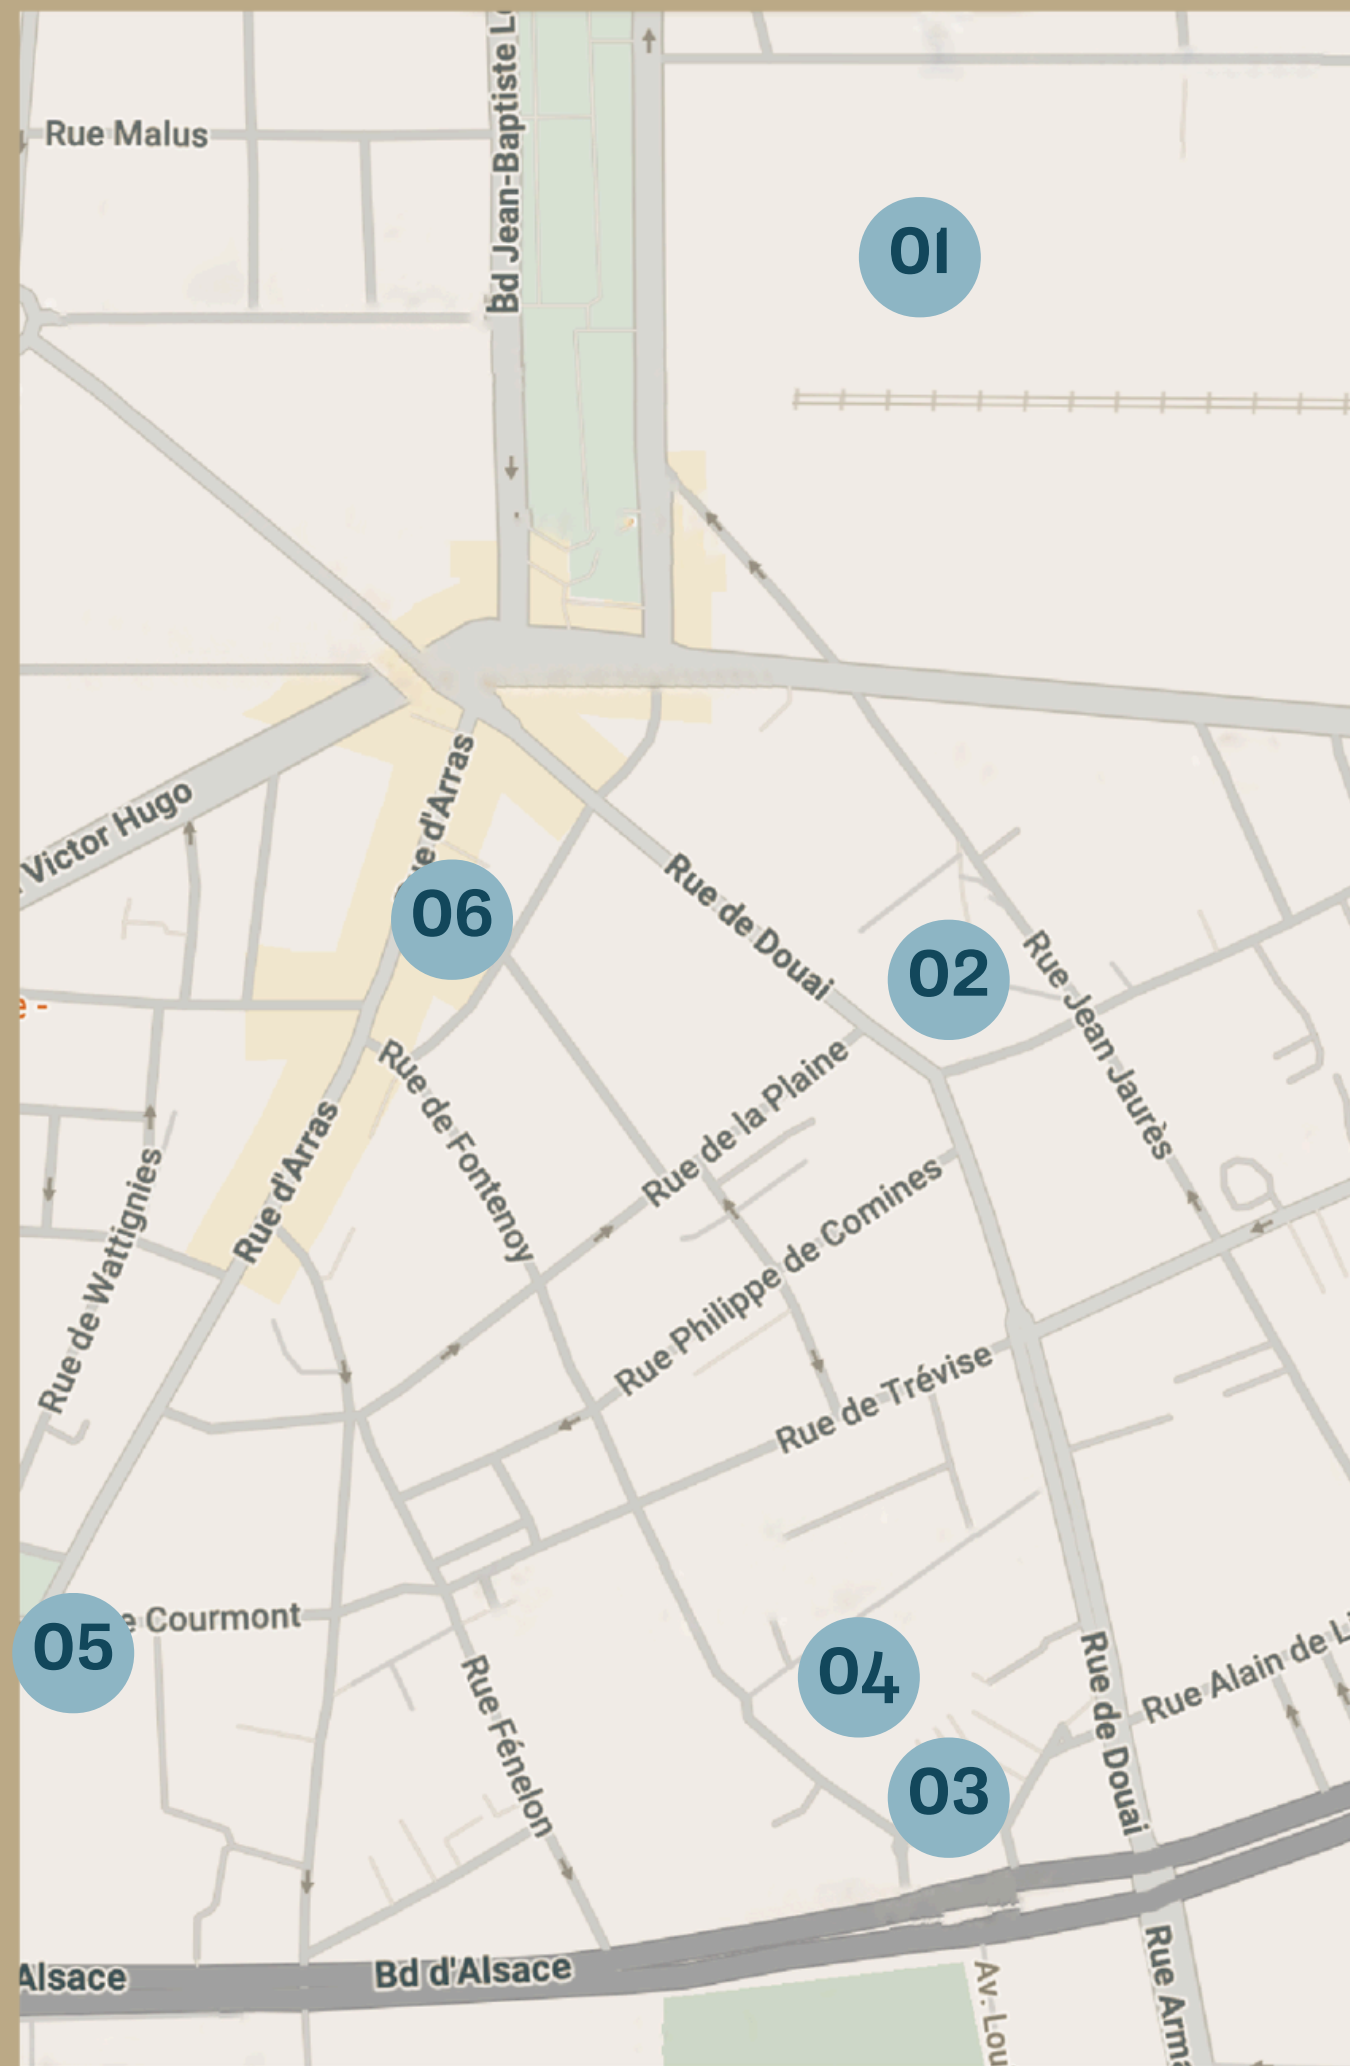 Bd Jean-Baptiste L
Rue Malus
01
Victor Hugo
d'Arras
06
Rue de Douai
02
Rue Jean Jaurès
e -
Rue de Fontenoy
Rue de la Plaine
Rue d'Arras
Rue de Wattignies
Rue Philippe de Comines
Rue de Trévise
05
e Courmont
04
Rue de Douai
Rue Alain de L
Rue Fénelon
03
Alsace
Bd d'Alsace
Rue Arma
Av. Lou